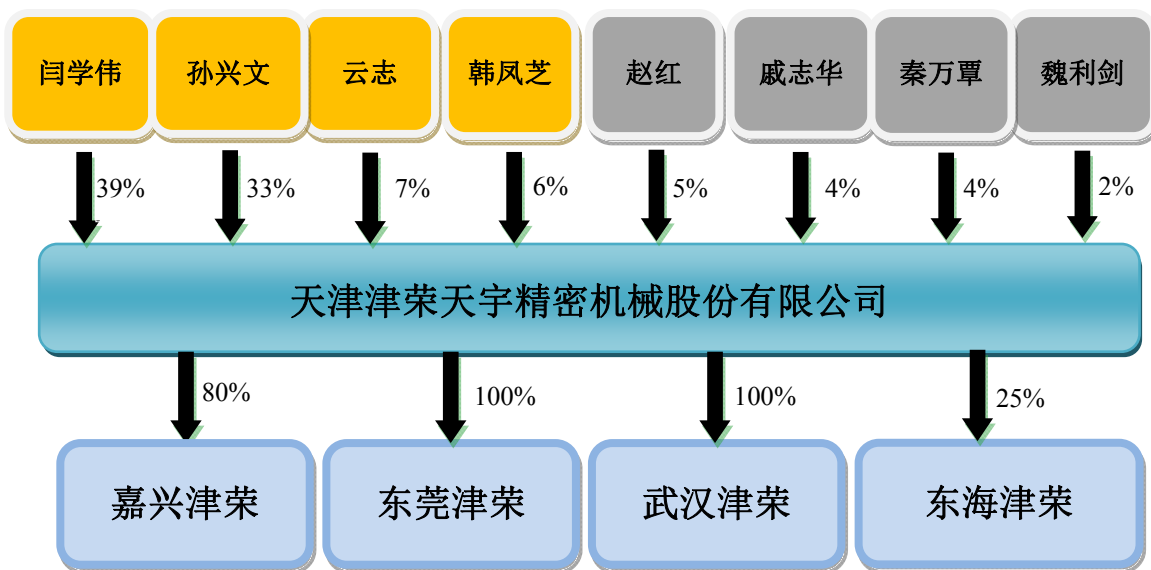 闫学伟
孙兴文
云志
韩凤芝
赵红
戚志华
秦万覃
魏利剑
39%
33%
7%
6%
5%
4%
4%
2%
天津津荣天宇精密机械股份有限公司
80%
100%
100%
25%
嘉兴津荣
东莞津荣
武汉津荣
东海津荣